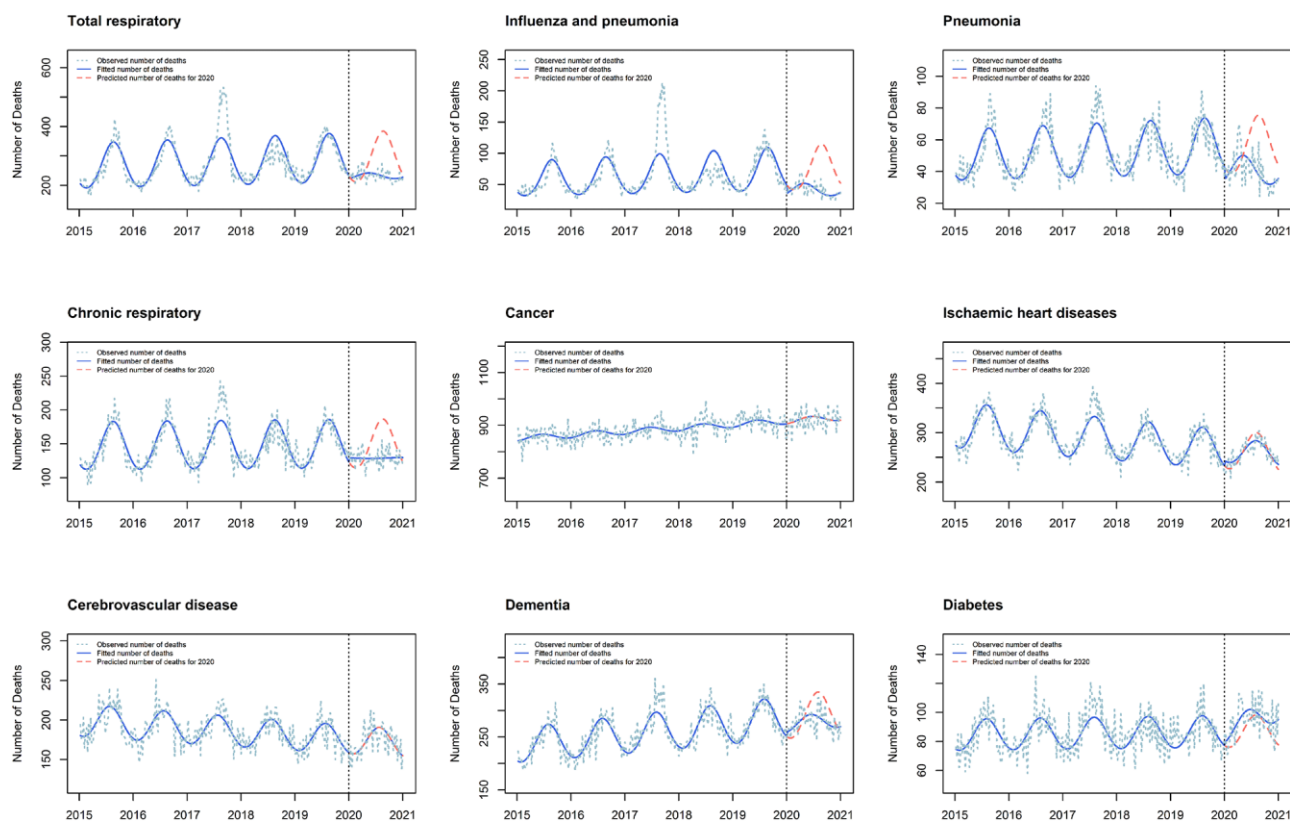 Total respiratory
Number of Deaths
600
400
200
Observed number of deaths
Fitted number of deaths
Predicted number of deaths for 2020
2015 2016 2017 2018 2019 2020 2021
Influenza and pneumonia
Number of Deaths
250
200
150
100
50
Observed number of deaths
Fitted number of deaths
Predicted number of deaths for 2020
2015 2016 2017 2018 2019 2020 2021
Pneumonia
Number of Deaths
100
80
60
40
20
Observed number of deaths
Fitted number of deaths
Predicted number of deaths for 2020
2015 2016 2017 2018 2019 2020 2021
Chronic respiratory
Number of Deaths
300
250
200
150
100
Observed number of deaths
Fitted number of deaths
Predicted number of deaths for 2020
2015 2016 2017 2018 2019 2020 2021
Cancer
Number of Deaths
1100
900
700
Observed number of deaths
Fitted number of deaths
Predicted number of deaths for 2020
2015 2016 2017 2018 2019 2020 2021
Ischaemic heart diseases
Number of Deaths
400
300
200
Observed number of deaths
Fitted number of deaths
Predicted number of deaths for 2020
2015 2016 2017 2018 2019 2020 2021
Cerebrovascular disease
Number of Deaths
300
250
200
150
Observed number of deaths
Fitted number of deaths
Predicted number of deaths for 2020
2015 2016 2017 2018 2019 2020 2021
Dementia
Number of Deaths
350
250
150
Observed number of deaths
Fitted number of deaths
Predicted number of deaths for 2020
2015 2016 2017 2018 2019 2020 2021
Diabetes
Number of Deaths
140
120
100
80
60
Observed number of deaths
Fitted number of deaths
Predicted number of deaths for 2020
2015 2016 2017 2018 2019 2020 2021